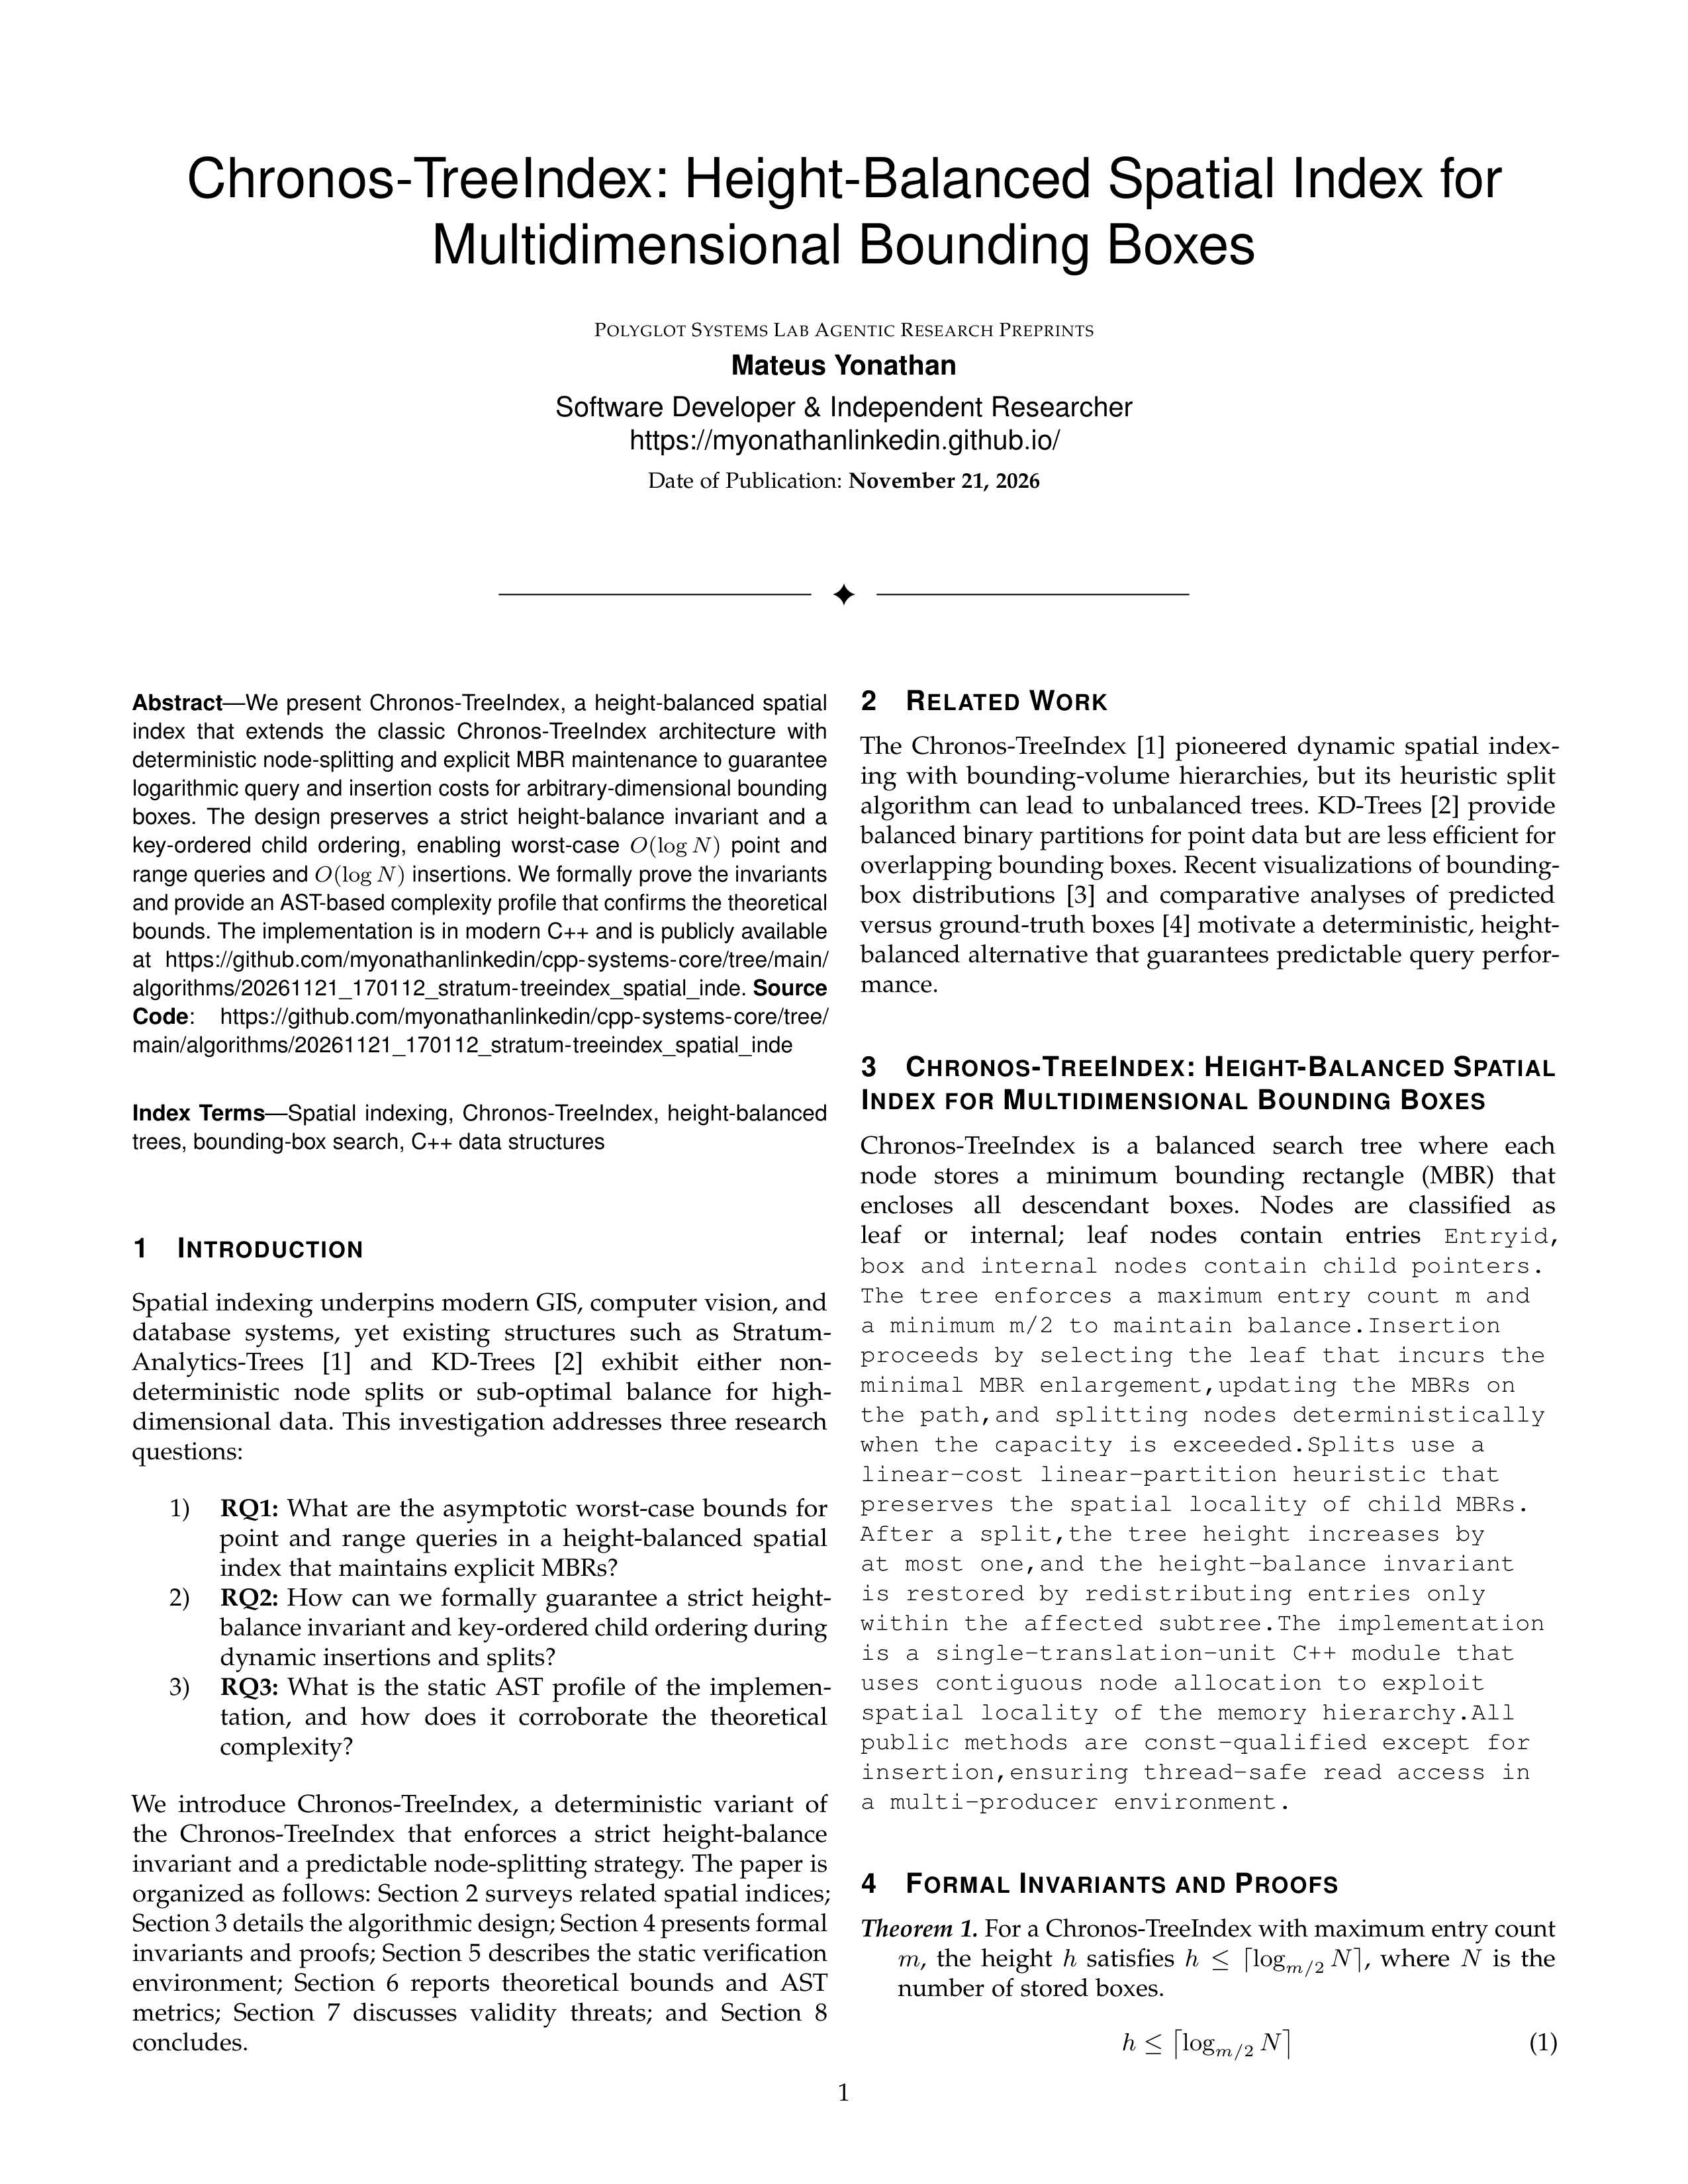 Chronos-TreeIndex: Height-Balanced Spatial Index for
Multidimensional Bounding Boxes
POLYGLOT SYSTEMS LAB AGENTIC RESEARCH PREPRINTS
Mateus Yonathan
Software Developer & Independent Researcher
https://myonathanlinkedin.github.io/
Date of Publication: November 21, 2026
Abstract—We present Chronos-TreeIndex, a height-balanced spatial
index that extends the classic Chronos-TreeIndex architecture with
deterministic node-splitting and explicit MBR maintenance to guarantee
logarithmic query and insertion costs for arbitrary-dimensional bounding
boxes. The design preserves a strict height-balance invariant and a
key-ordered child ordering, enabling worst-case O(log N) point and
range queries and O(log N) insertions. We formally prove the invariants
and provide an AST-based complexity profile that confirms the theoretical
bounds. The implementation is in modern C++ and is publicly available
at https://github.com/myonathanlinkedin/cpp-systems-core/tree/main/
algorithms/20261121_170112_stratum-treeindex_spatial_inde. Source
Code: https://github.com/myonathanlinkedin/cpp-systems-core/tree/
main/algorithms/20261121_170112_stratum-treeindex_spatial_inde
Index Terms—Spatial indexing, Chronos-TreeIndex, height-balanced
trees, bounding-box search, C++ data structures
1 INTRODUCTION
Spatial indexing underpins modern GIS, computer vision, and
database systems, yet existing structures such as Stratum-
Analytics-Trees [1] and KD-Trees [2] exhibit either non-
deterministic node splits or sub-optimal balance for high-
dimensional data. This investigation addresses three research
questions:
1) RQ1: What are the asymptotic worst-case bounds for
point and range queries in a height-balanced spatial
index that maintains explicit MBRs?
2) RQ2: How can we formally guarantee a strict height-
balance invariant and key-ordered child ordering during
dynamic insertions and splits?
3) RQ3: What is the static AST profile of the implemen-
tation, and how does it corroborate the theoretical
complexity?
We introduce Chronos-TreeIndex, a deterministic variant of
the Chronos-TreeIndex that enforces a strict height-balance
invariant and a predictable node-splitting strategy. The paper is
organized as follows: Section 2 surveys related spatial indices;
Section 3 details the algorithmic design; Section 4 presents formal
invariants and proofs; Section 5 describes the static verification
environment; Section 6 reports theoretical bounds and AST
metrics; Section 7 discusses validity threats; and Section 8
concludes.
2 RELATED WORK
The Chronos-TreeIndex [1] pioneered dynamic spatial index-
ing with bounding-volume hierarchies, but its heuristic split
algorithm can lead to unbalanced trees. KD-Trees [2] provide
balanced binary partitions for point data but are less efficient for
overlapping bounding boxes. Recent visualizations of bounding-
box distributions [3] and comparative analyses of predicted
versus ground-truth boxes [4] motivate a deterministic, height-
balanced alternative that guarantees predictable query perfor-
mance.
3 CHRONOS-TREEINDEX: HEIGHT-BALANCED SPATIAL
INDEX FOR MULTIDIMENSIONAL BOUNDING BOXES
Chronos-TreeIndex is a balanced search tree where each
node stores a minimum bounding rectangle (MBR) that
encloses all descendant boxes. Nodes are classified as
leaf or internal; leaf nodes contain entries Entryid,
box and internal nodes contain child pointers.
The tree enforces a maximum entry count m and
a minimum m/2 to maintain balance.Insertion
proceeds by selecting the leaf that incurs the
minimal MBR enlargement,updating the MBRs on
the path,and splitting nodes deterministically
when the capacity is exceeded.Splits use a
linear-cost linear-partition heuristic that
preserves the spatial locality of child MBRs.
After a split,the tree height increases by
at most one,and the height-balance invariant
is restored by redistributing entries only
within the affected subtree.The implementation
is a single-translation-unit C++ module that
uses contiguous node allocation to exploit
spatial locality of the memory hierarchy.All
public methods are const-qualified except for
insertion,ensuring thread-safe read access in
a multi-producer environment.
4 FORMAL INVARIANTS AND PROOFS
Theorem 1. For a Chronos-TreeIndex with maximum entry count
m, the height h satisfies h ≤ ⌈log_{m/2} N⌉, where N is the
number of stored boxes.
h ≤ ⌈log_{m/2} N⌉ (1)
1